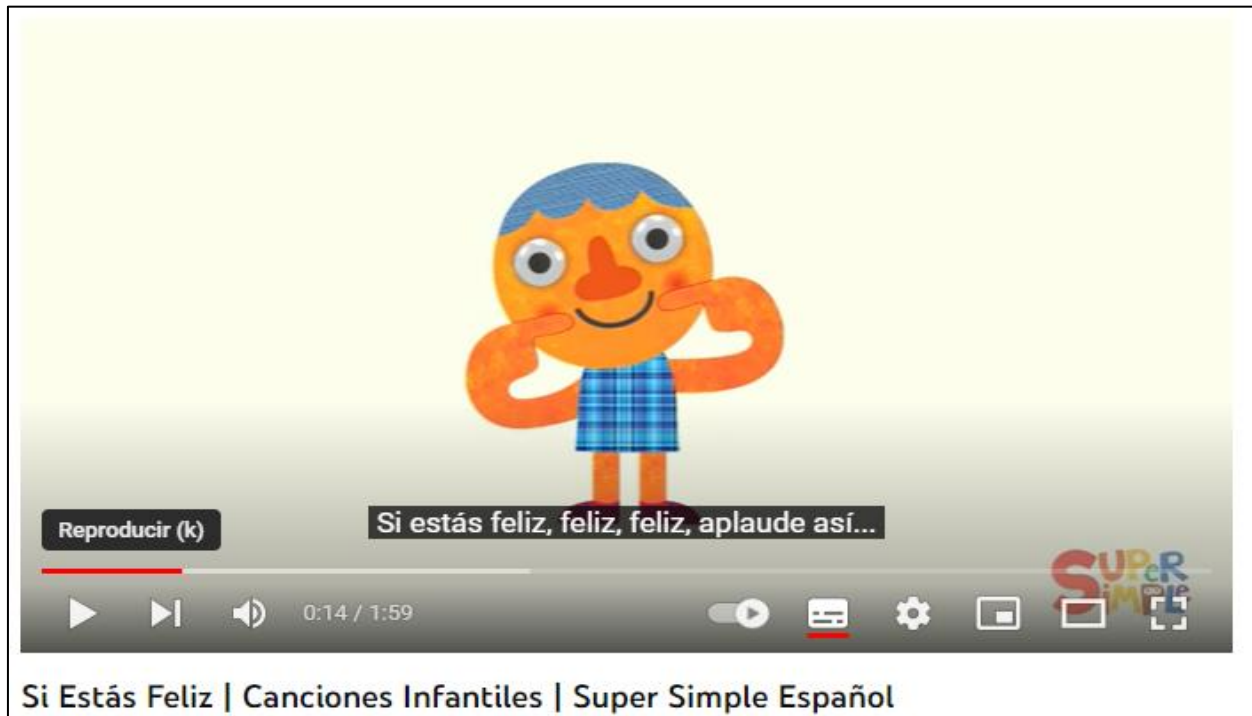 Si estás feliz, feliz, feliz, aplaude así...
Reproducir (k)
SUPeR
SiMPLe
0:14 / 1:59
Si Estás Feliz | Canciones Infantiles | Super Simple Español